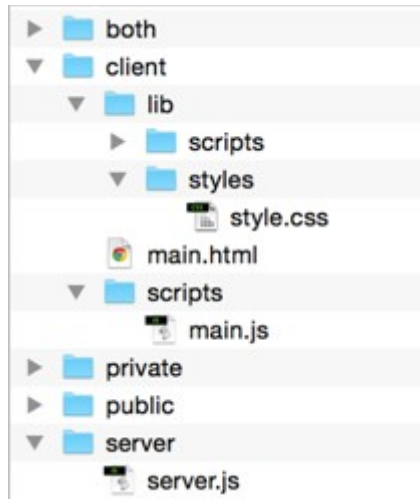 both
client
lib
scripts
styles
style.css
main.html
scripts
main.js
private
public
server
server.js